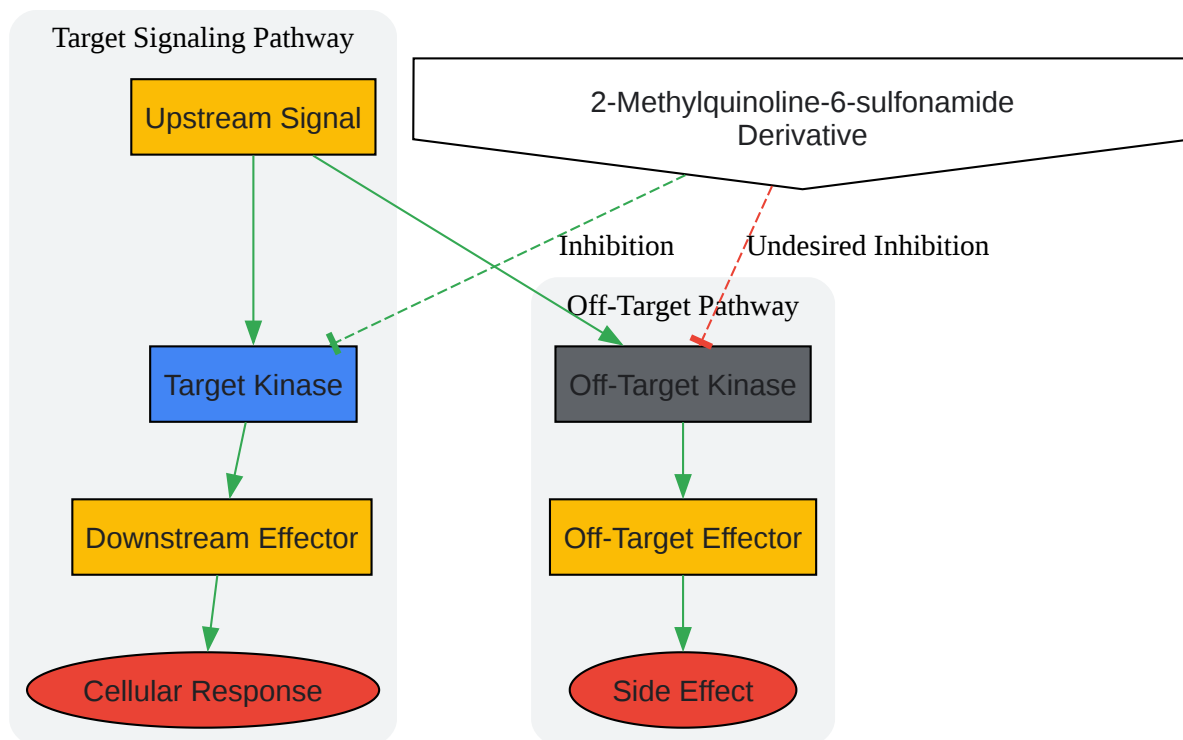 Target Signaling Pathway
Upstream Signal
2-Methylquinoline-6-sulfonamide
Derivative
Inhibition
Undesired Inhibition
Off-Target Pathway
Target Kinase
Off-Target Kinase
Downstream Effector
Off-Target Effector
Cellular Response
Side Effect